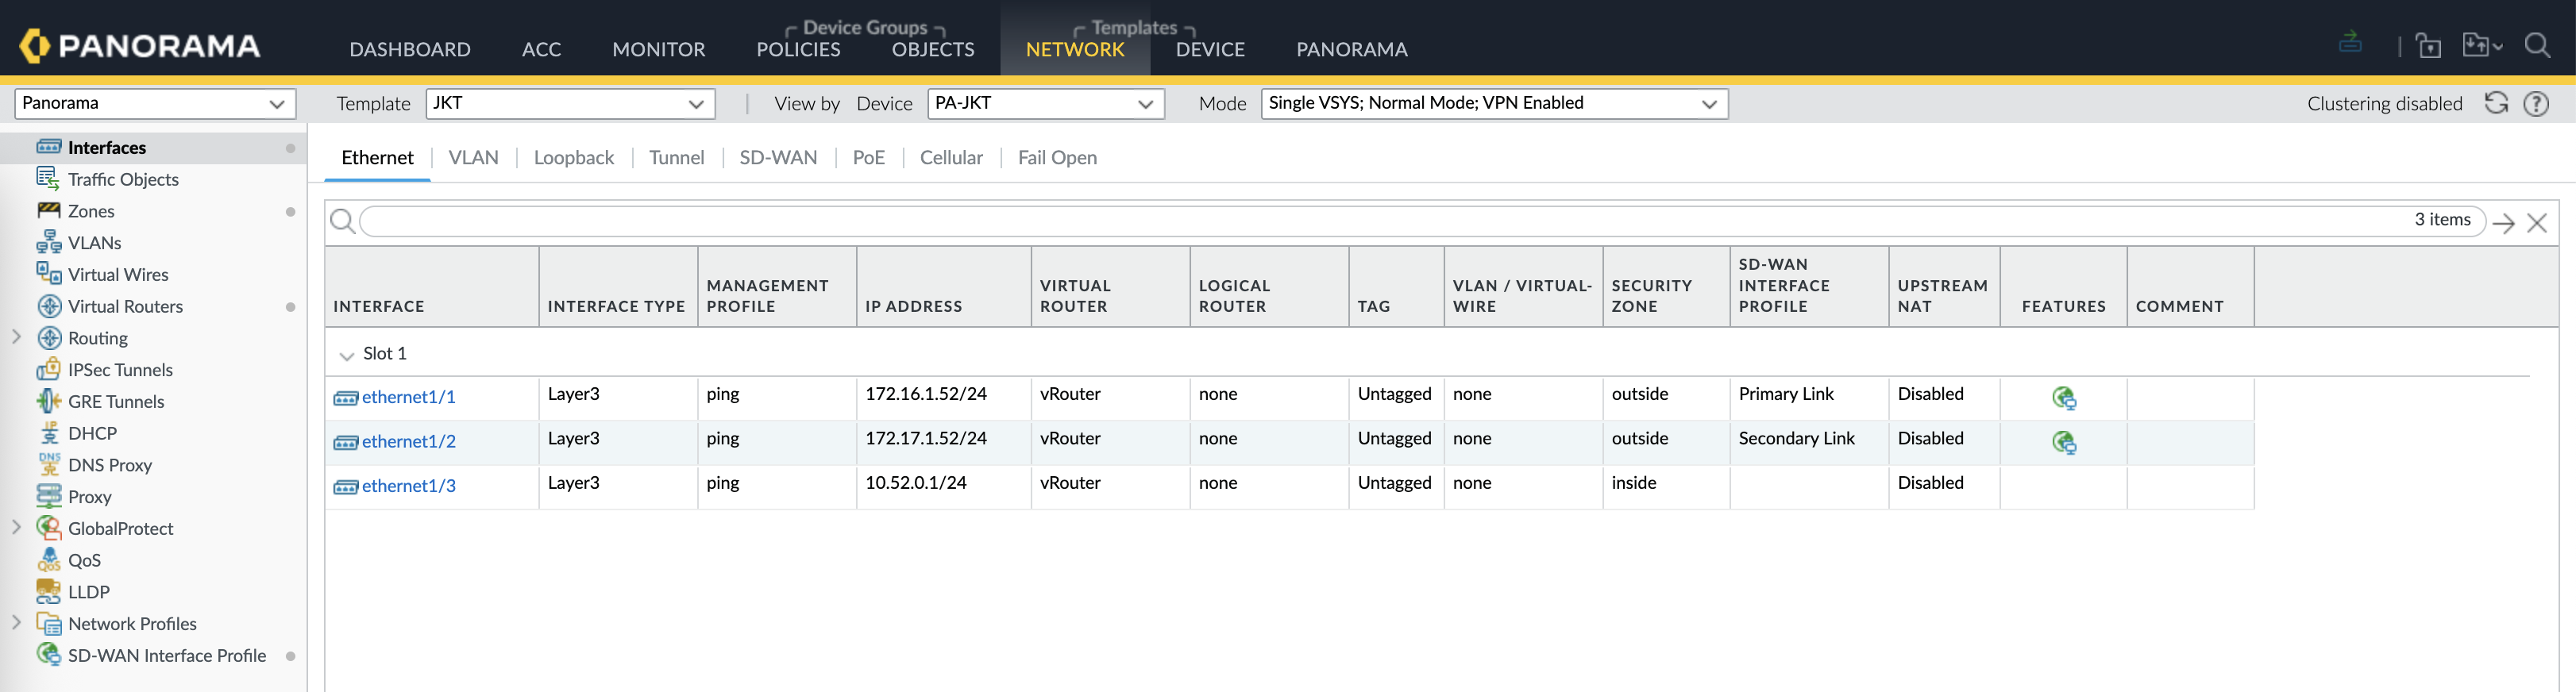 PANORAMA
DASHBOARD ACC MONITOR POLICIES OBJECTS NETWORK DEVICE PANORAMA
Device Groups Templates
Panorama Template JKT View by Device PA-JKT Mode Single VSYS; Normal Mode; VPN Enabled Clustering disabled
Interfaces
Traffic Objects
Zones
VLANs
Virtual Wires
Virtual Routers
Routing
IPSec Tunnels
GRE Tunnels
DHCP
DNS Proxy
Proxy
GlobalProtect
QoS
LLDP
Network Profiles
SD-WAN Interface Profile
Ethernet VLAN Loopback Tunnel SD-WAN PoE Cellular Fail Open
3 items
INTERFACE INTERFACE TYPE MANAGEMENT PROFILE IP ADDRESS VIRTUAL ROUTER LOGICAL ROUTER TAG VLAN / VIRTUAL-WIRE SECURITY ZONE SD-WAN INTERFACE PROFILE UPSTREAM NAT FEATURES COMMENT
Slot 1
ethernet1/1 Layer3 ping 172.16.1.52/24 vRouter none Untagged none outside Primary Link Disabled
ethernet1/2 Layer3 ping 172.17.1.52/24 vRouter none Untagged none outside Secondary Link Disabled
ethernet1/3 Layer3 ping 10.52.0.1/24 vRouter none Untagged none inside Disabled